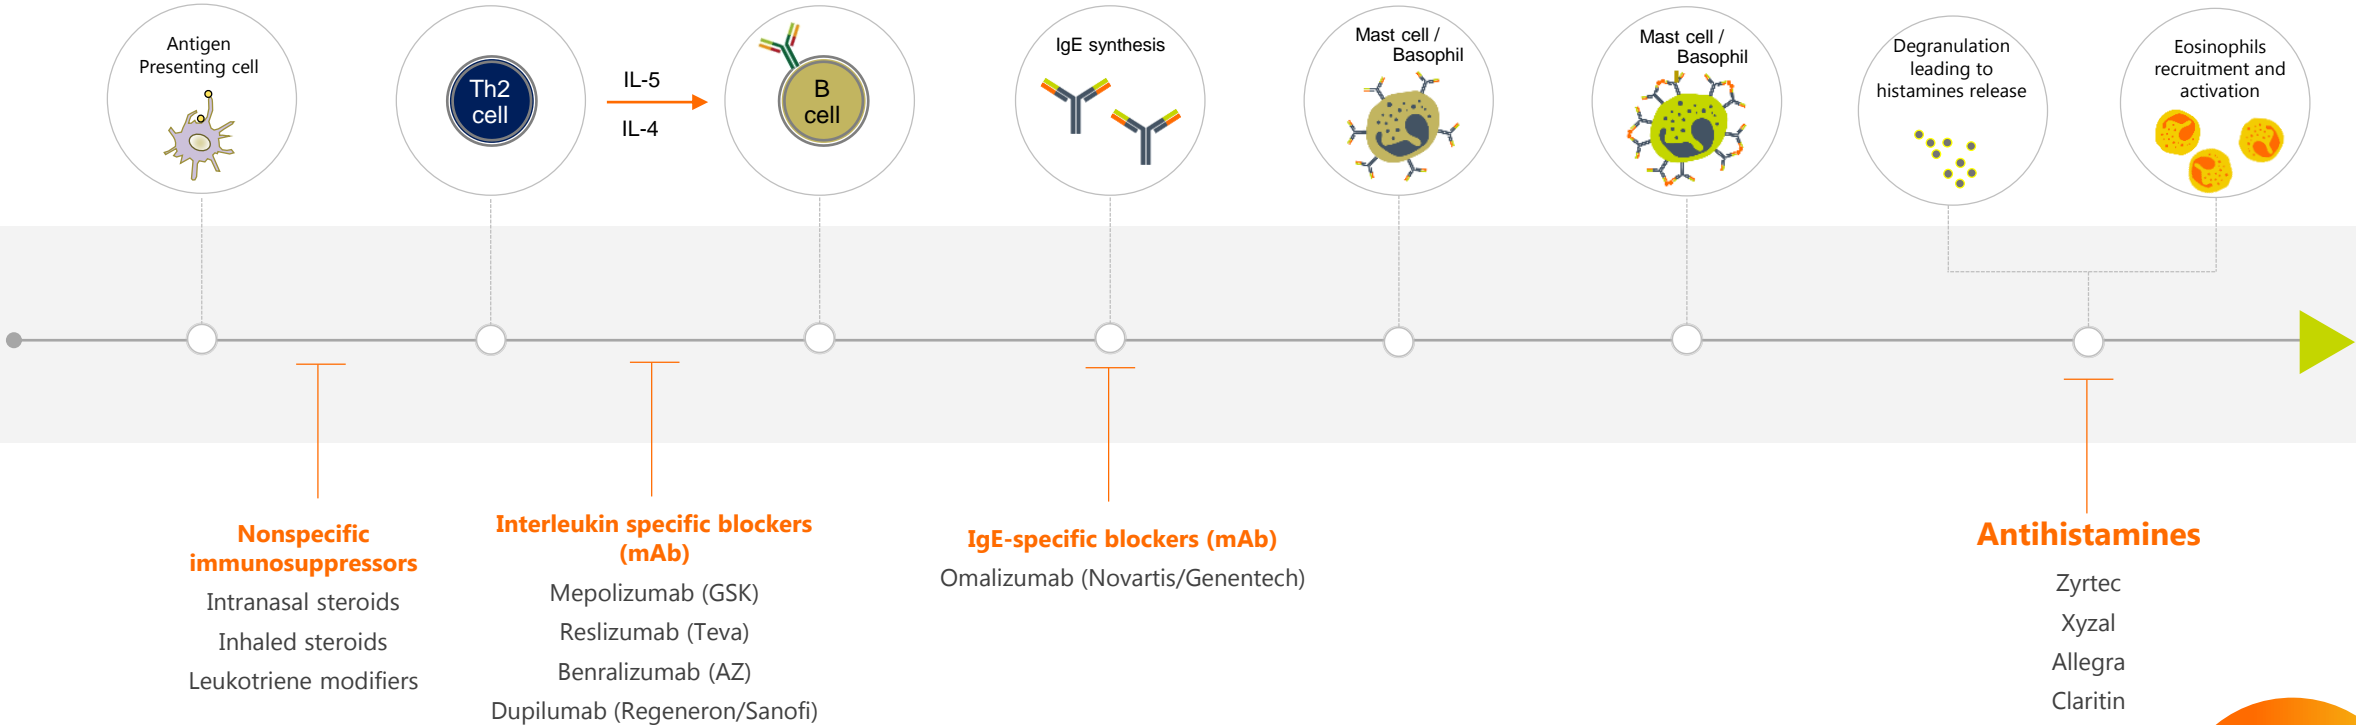 Antigen
Presenting cell
Th2
cell
IL-5
IL-4
B
cell
IgE synthesis
Mast cell /
Basophil
Mast cell /
Basophil
Degranulation
leading to
histamines release
Eosinophils
recruitment and
activation
Nonspecific
immunosuppressors
Intranasal steroids
Inhaled steroids
Leukotriene modifiers
Interleukin specific blockers
(mAb)
Mepolizumab (GSK)
Reslizumab (Teva)
Benralizumab (AZ)
Dupilumab (Regeneron/Sanofi)
IgE-specific blockers (mAb)
Omalizumab (Novartis/Genentech)
Antihistamines
Zyrtec
Xyzal
Allegra
Claritin